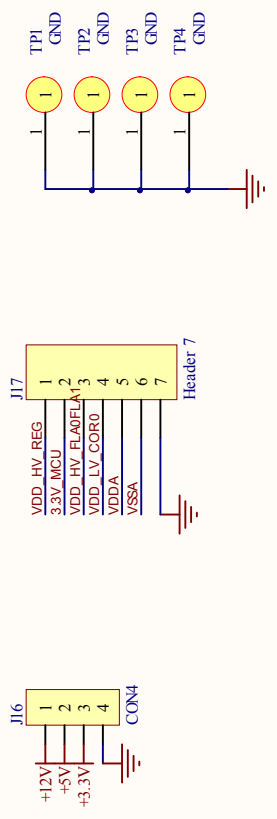 TP1
GND
TP2
GND
TP3
GND
TP4
GND
1
1
1
1
1
1
1
1
J17
VDD_HV_REG
1
3.3V_MCU
2
VDD_HV_FLA0FLA1
3
VDD_LV_COR0
4
VDDA
5
VSSA
6
7
Header 7
J16
+12V
1
+5V
2
+3.3V
3
4
CON4